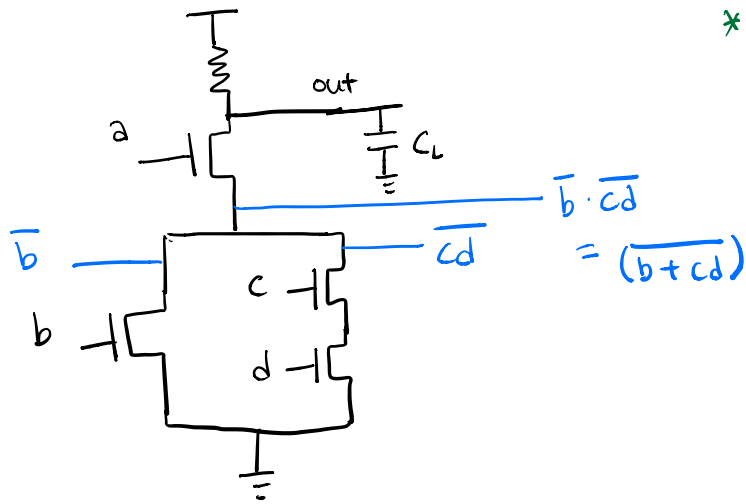 *
out
a
C_L
b̅ · c̅d̅
b̅
c̅d̅
= (b̅ ̅+̅ ̅c̅d̅)
c
b
d